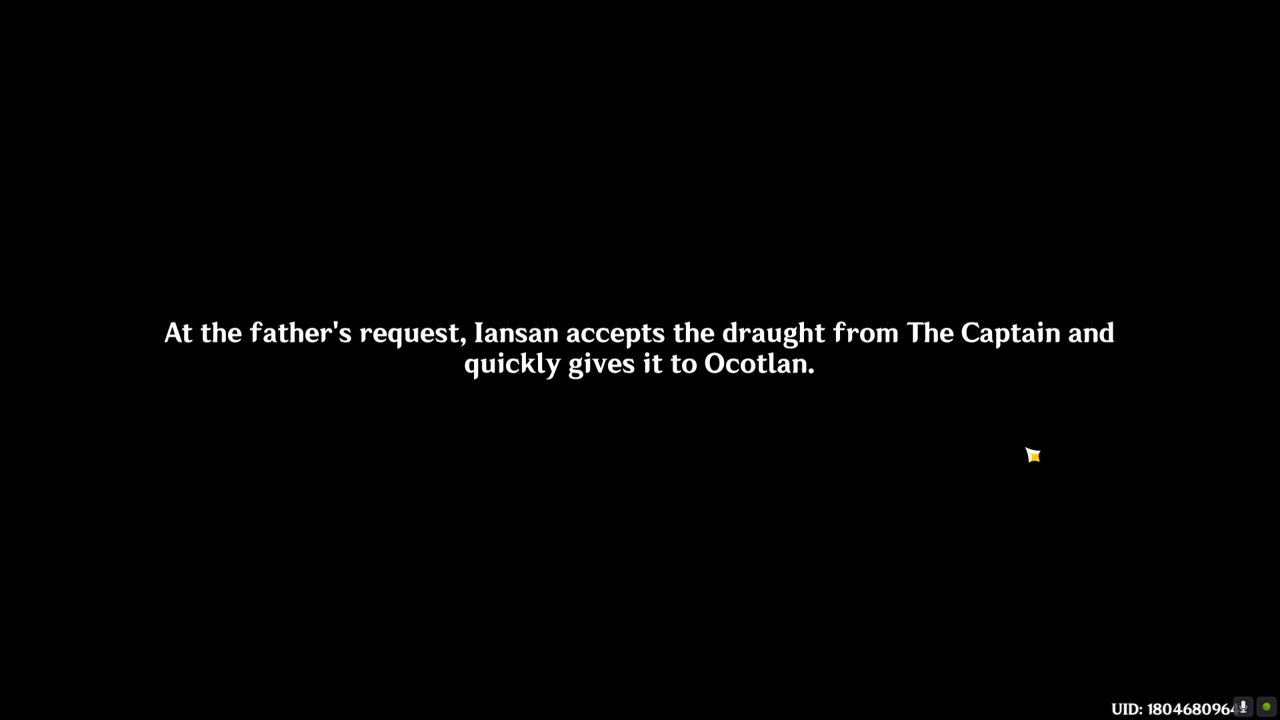 At the father's request, Iansan accepts the draught from The Captain and
quickly gives it to Ocotlan.
UID: 180468096